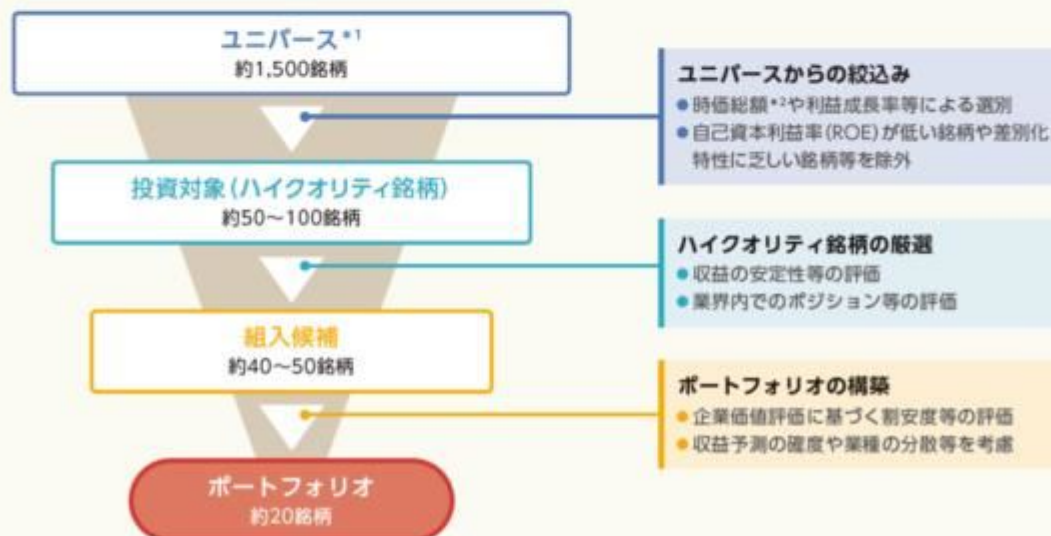 ユニバース*1
約1,500銘柄
ユニバースからの絞込み
●時価総額*2や利益成長率等による選別
●自己資本利益率(ROE)が低い銘柄や差別化
特性に乏しい銘柄等を除外
投資対象(ハイクオリティ銘柄)
約50～100銘柄
ハイクオリティ銘柄の厳選
●収益の安定性等の評価
●業界内でのポジション等の評価
組入候補
約40～50銘柄
ポートフォリオの構築
●企業価値評価に基づく割安度等の評価
●収益予測の確度や業種の分散等を考慮
ポートフォリオ
約20銘柄